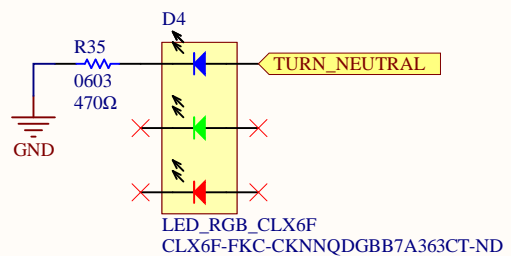 D4
R35
0603
470Ω
TURN_NEUTRAL
GND
LED_RGB_CLX6F
CLX6F-FKC-CKNNQDGBB7A363CT-ND